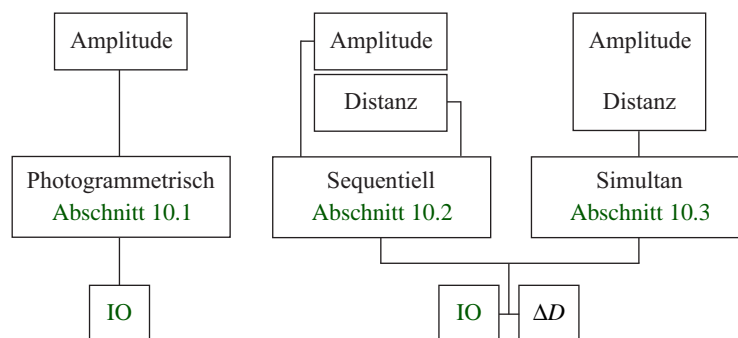 Amplitude
Photogrammetrisch
Abschnitt 10.1
IO
Amplitude
Distanz
Sequentiell
Abschnitt 10.2
Amplitude
Distanz
Simultan
Abschnitt 10.3
IO
ΔD